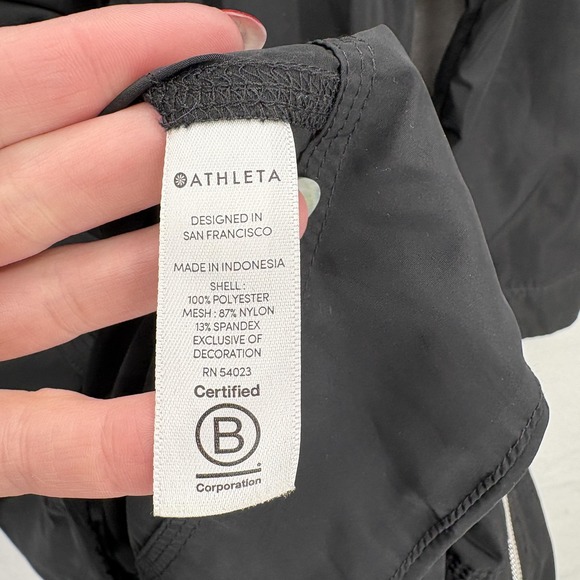 ATHLETA
DESIGNED IN
SAN FRANCISCO
MADE IN INDONESIA
SHELL :
100% POLYESTER
MESH : 87% NYLON
13% SPANDEX
EXCLUSIVE OF
DECORATION
RN 54023
Certified
B
Corporation